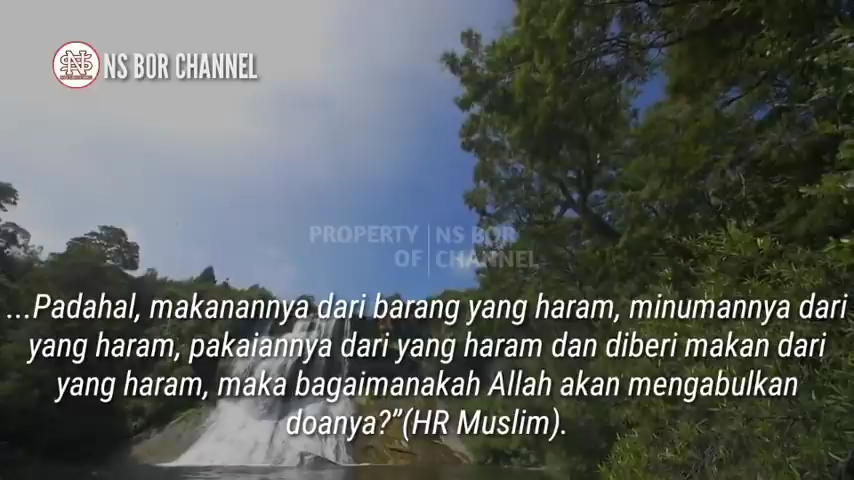 NS BOR CHANNEL
PROPERTY OF NS BOR CHANNEL
...Padahal, makanannya dari barang yang haram, minumannya dari
yang haram, pakaiannya dari yang haram dan diberi makan dari
yang haram, maka bagaimanakah Allah akan mengabulkan
doanya?”(HR Muslim).